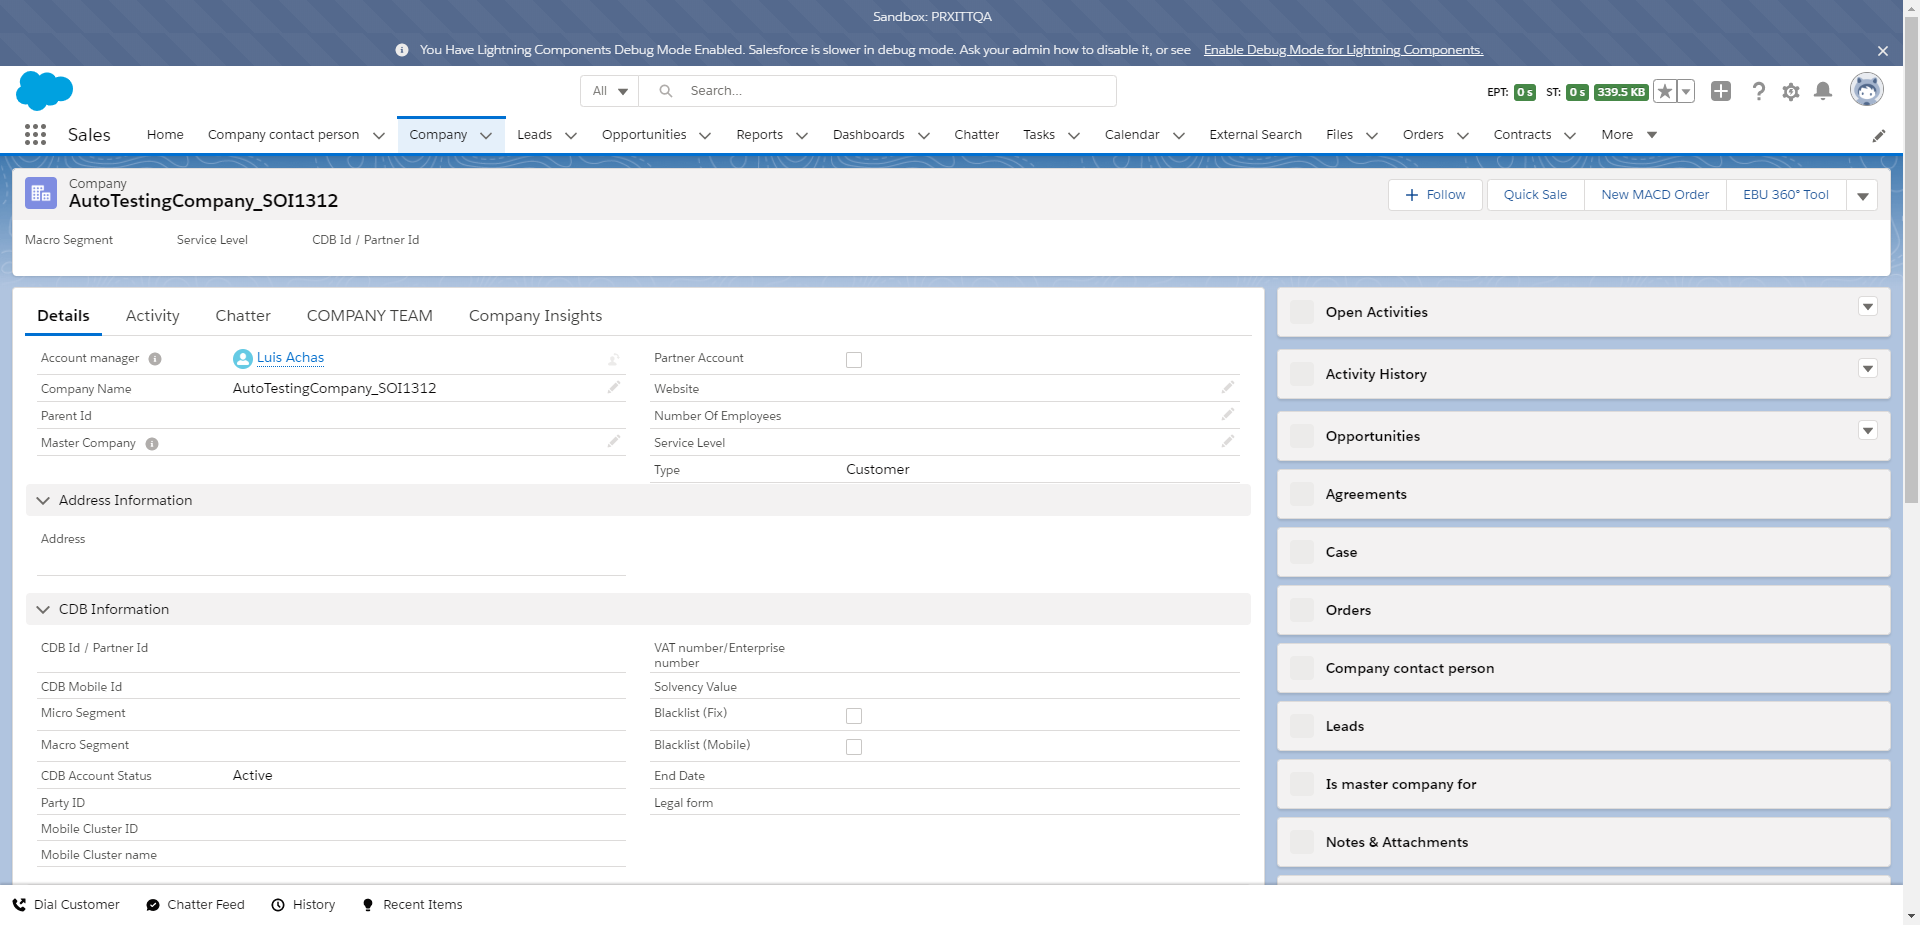 Sandbox: PRXITTQA
You Have Lightning Components Debug Mode Enabled. Salesforce is slower in debug mode. Ask your admin how to disable it, or see Enable Debug Mode for Lightning Components.
All Search... EPT: 0 s ST: 0 s 339.5 KB
Sales Home Company contact person Company Leads Opportunities Reports Dashboards Chatter Tasks Calendar External Search Files Orders Contracts More
Company
AutoTestingCompany_SOI1312
Follow Quick Sale New MACD Order EBU 360° Tool
Macro Segment Service Level CDB Id / Partner Id
Details Activity Chatter COMPANY TEAM Company Insights
Account manager Luis Achas
Company Name AutoTestingCompany_SOI1312
Parent Id
Master Company
Partner Account
Website
Number Of Employees
Service Level
Type Customer
Address Information
Address
CDB Information
CDB Id / Partner Id
CDB Mobile Id
Micro Segment
Macro Segment
CDB Account Status Active
Party ID
Mobile Cluster ID
Mobile Cluster name
VAT number/Enterprise
number
Solvency Value
Blacklist (Fix)
Blacklist (Mobile)
End Date
Legal form
Open Activities
Activity History
Opportunities
Agreements
Case
Orders
Company contact person
Leads
Is master company for
Notes & Attachments
Dial Customer Chatter Feed History Recent Items